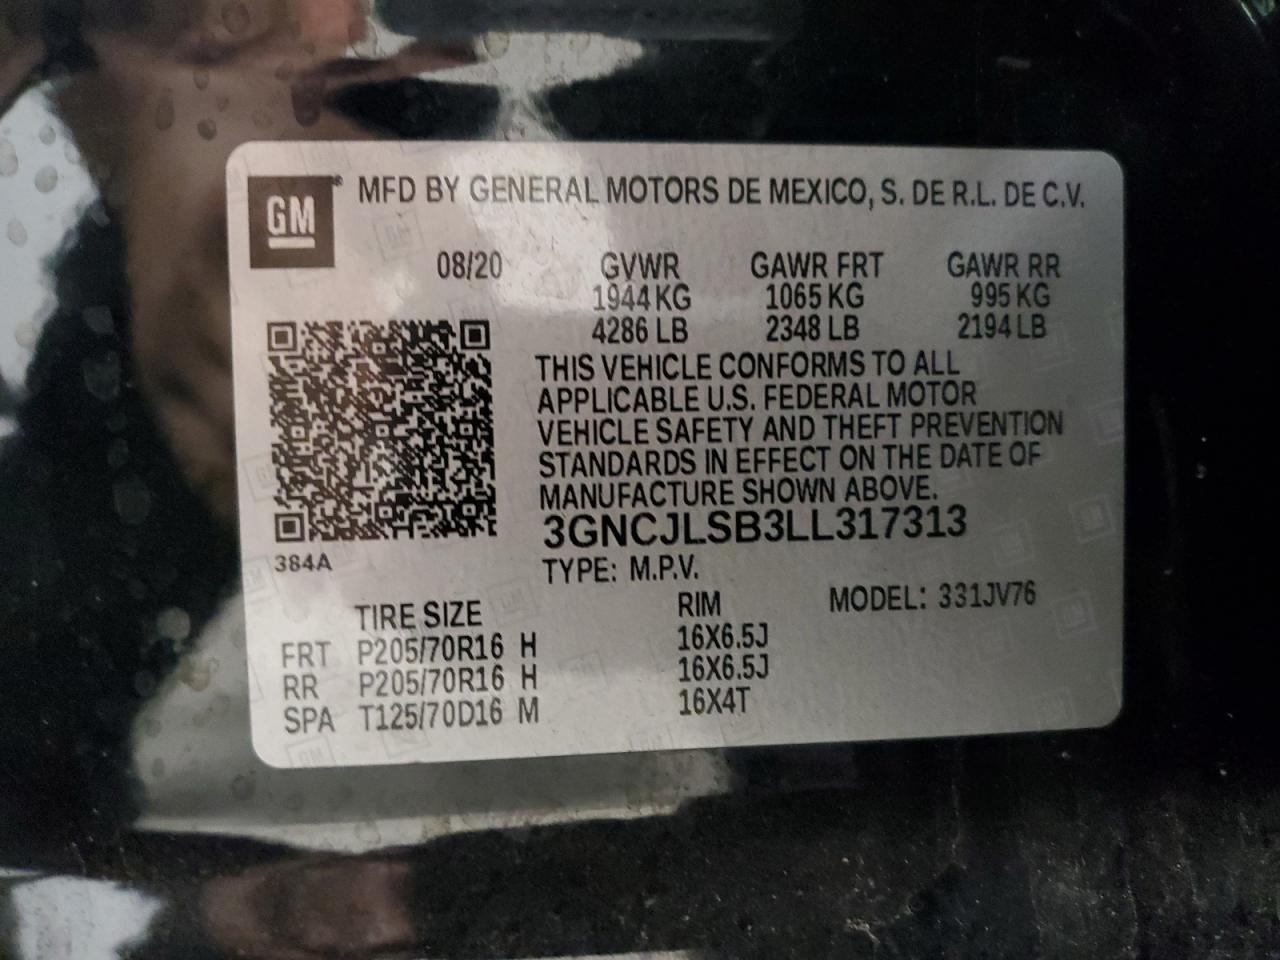 GM ® MFD BY GENERAL MOTORS DE MEXICO, S. DE R.L. DE C.V.
08/20 GVWR GAWR FRT GAWR RR
1944 KG 1065 KG 995 KG
4286 LB 2348 LB 2194 LB
THIS VEHICLE CONFORMS TO ALL
APPLICABLE U.S. FEDERAL MOTOR
VEHICLE SAFETY AND THEFT PREVENTION
STANDARDS IN EFFECT ON THE DATE OF
MANUFACTURE SHOWN ABOVE.
3GNCJLSB3LL317313
384A
TYPE: M.P.V.
MODEL: 331JV76
TIRE SIZE RIM
FRT P205/70R16 H 16X6.5J
RR P205/70R16 H 16X6.5J
SPA T125/70D16 M 16X4T